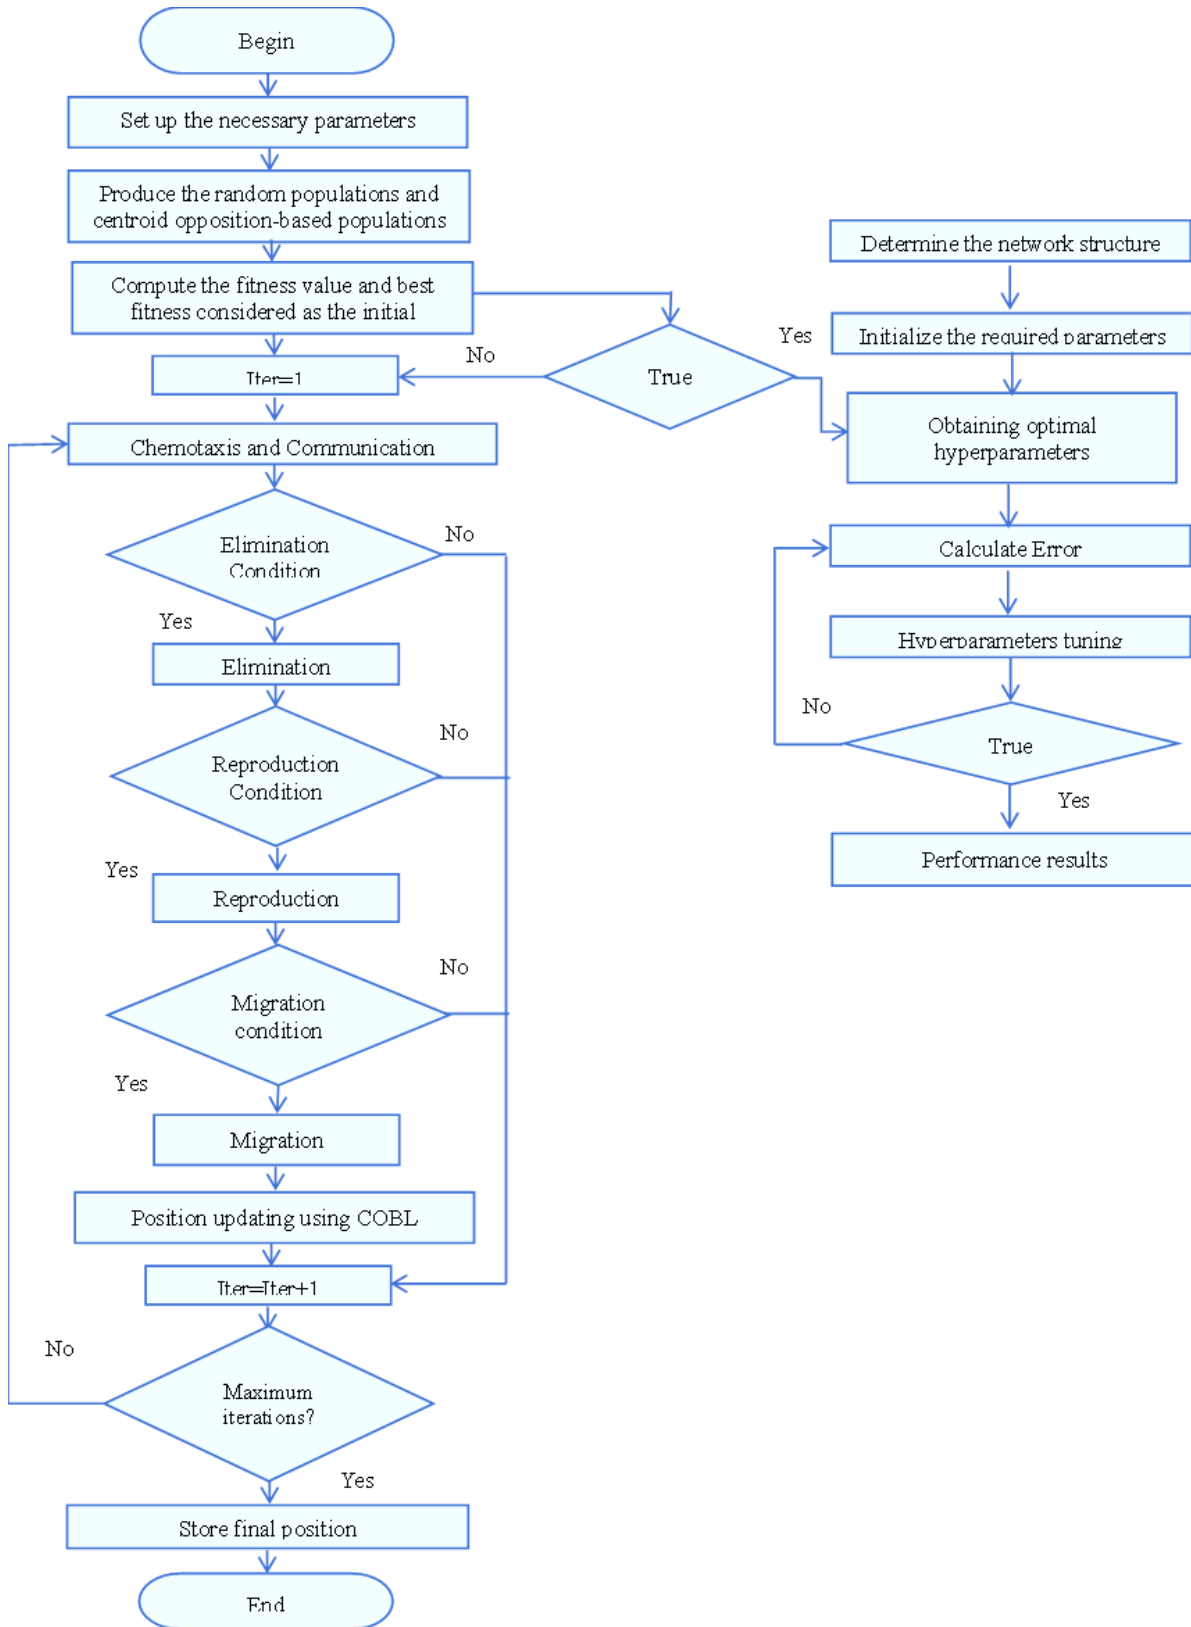 Begin
Set up the necessary parameters
Produce the random populations and
centroid opposition-based populations
Compute the fitness value and best
fitness considered as the initial
Iter=1
No
True
Yes
Chemotaxis and Communication
Elimination
Condition
No
Yes
Elimination
Reproduction
Condition
No
Yes
Reproduction
Migration
condition
No
Yes
Migration
Position updating using COBL
Iter=Iter+1
Maximum
iterations?
No
Yes
Store final position
End
Determine the network structure
Initialize the required parameters
Obtaining optimal
hyperparameters
Calculate Error
Hyperparameters tuning
No
True
Yes
Performance results